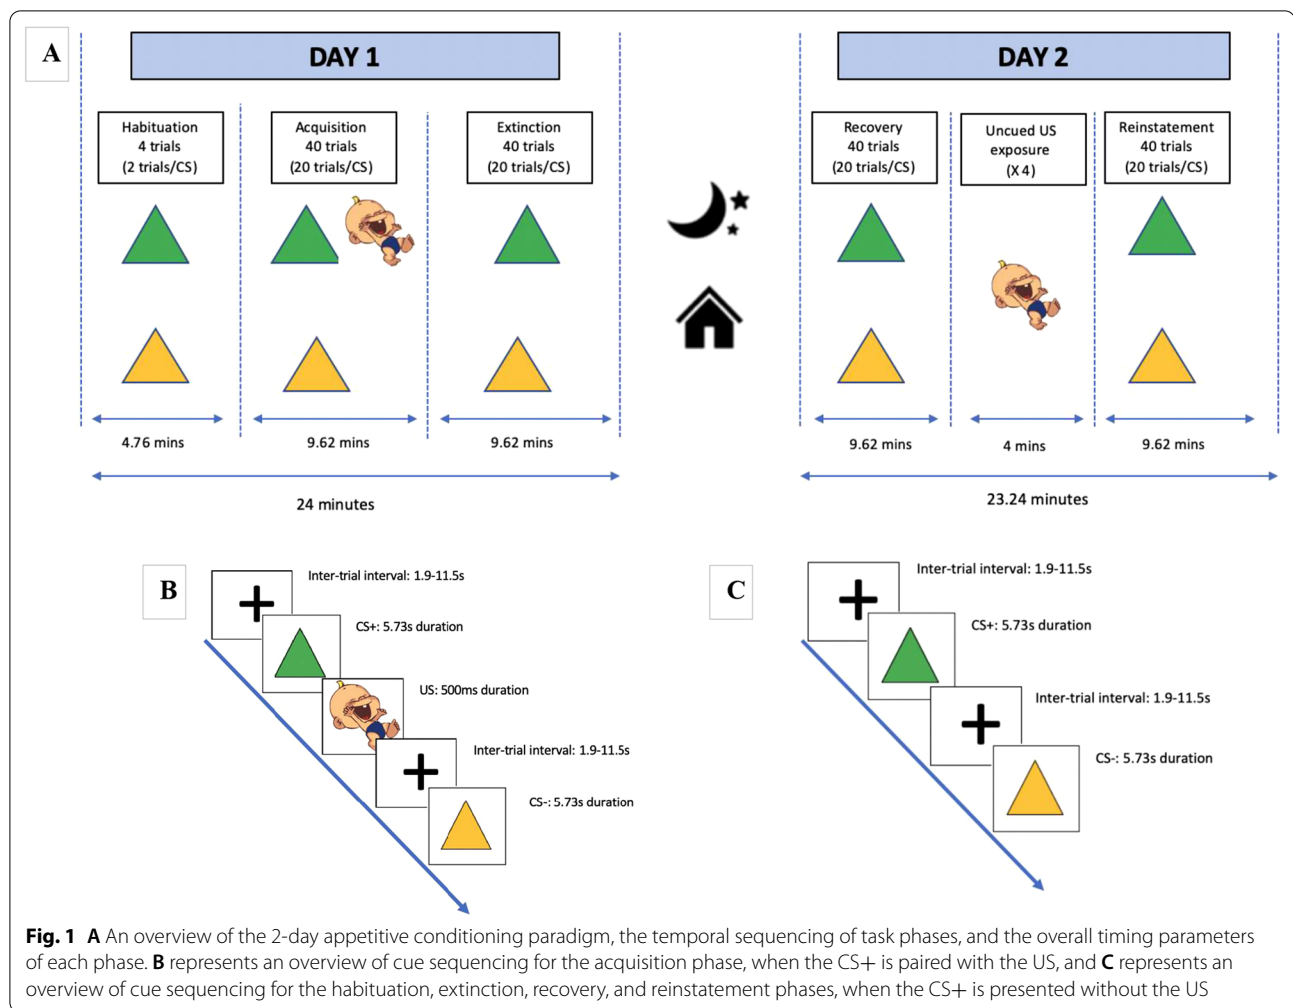 A
DAY 1
DAY 2
Habituation
4 trials
(2 trials/CS)
Acquisition
40 trials
(20 trials/CS)
Extinction
40 trials
(20 trials/CS)
Recovery
40 trials
(20 trials/CS)
Uncued US
exposure
(X 4)
Reinstatement
40 trials
(20 trials/CS)
4.76 mins
9.62 mins
9.62 mins
9.62 mins
4 mins
9.62 mins
24 minutes
23.24 minutes
B
Inter-trial interval: 1.9-11.5s
CS+: 5.73s duration
US: 500ms duration
Inter-trial interval: 1.9-11.5s
CS-: 5.73s duration
C
Inter-trial interval: 1.9-11.5s
CS+: 5.73s duration
Inter-trial interval: 1.9-11.5s
CS-: 5.73s duration
Fig. 1 A An overview of the 2-day appetitive conditioning paradigm, the temporal sequencing of task phases, and the overall timing parameters
of each phase. B represents an overview of cue sequencing for the acquisition phase, when the CS+ is paired with the US, and C represents an
overview of cue sequencing for the habituation, extinction, recovery, and reinstatement phases, when the CS+ is presented without the US